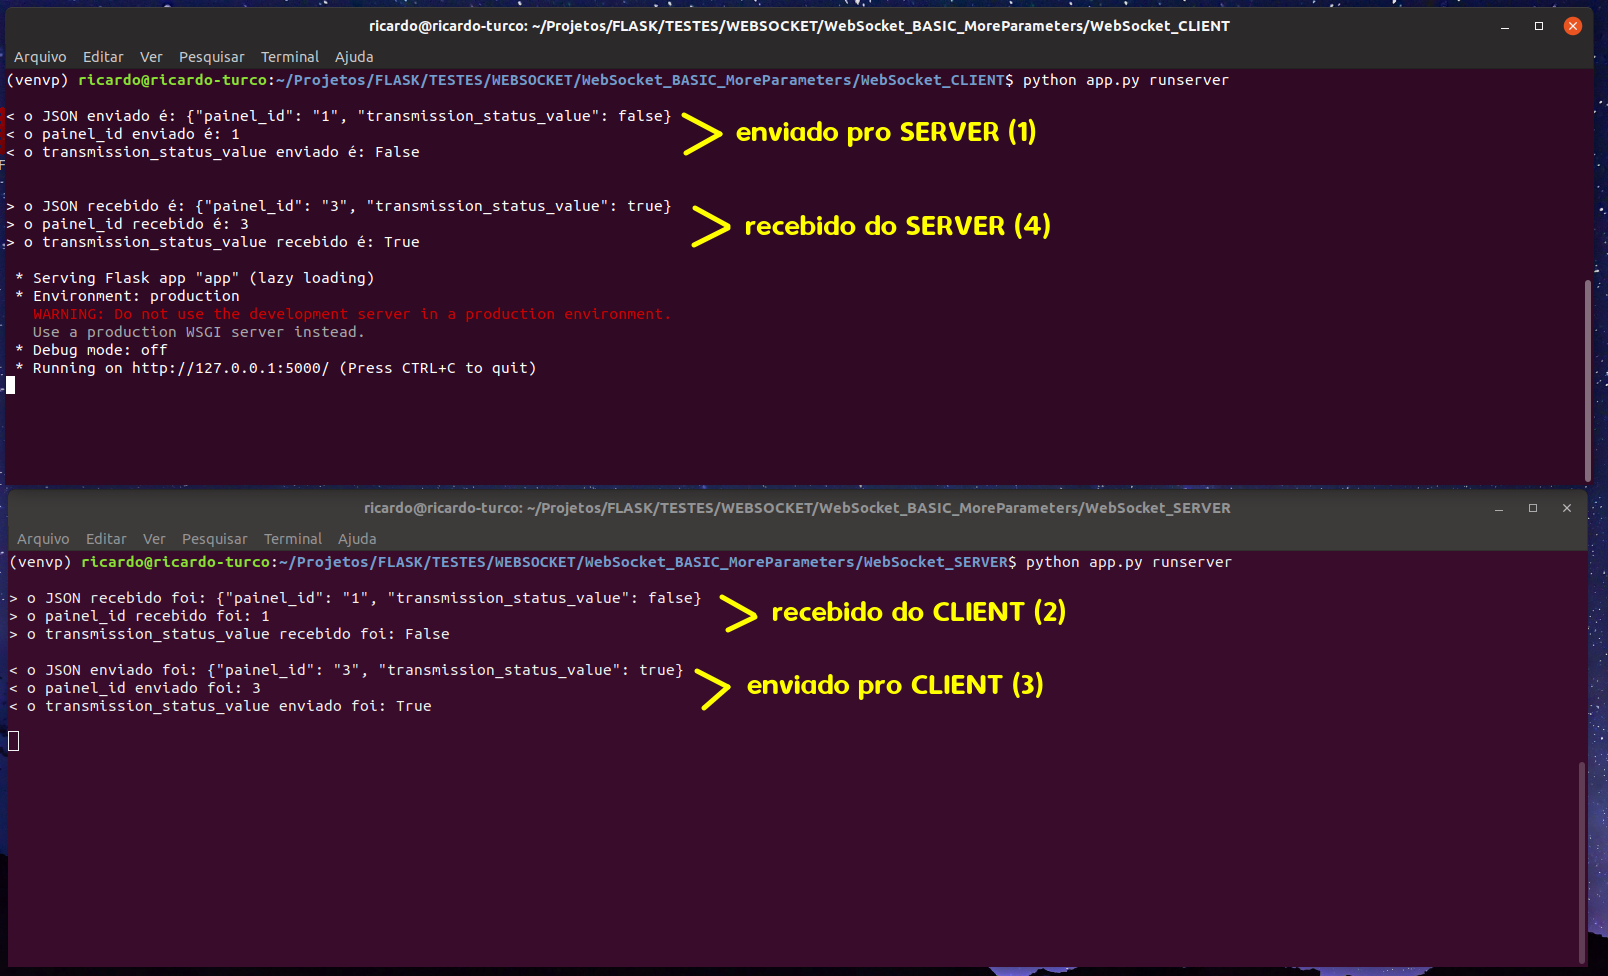 ricardo@ricardo-turco: ~/Projetos/FLASK/TESTES/WEBSOCKET/WebSocket_BASIC_MoreParameters/WebSocket_CLIENT
Arquivo Editar Ver Pesquisar Terminal Ajuda
(venvp) ricardo@ricardo-turco:~/Projetos/FLASK/TESTES/WEBSOCKET/WebSocket_BASIC_MoreParameters/WebSocket_CLIENT$ python app.py runserver
< o JSON enviado é: {"painel_id": "1", "transmission_status_value": false}
< o painel_id enviado é: 1
< o transmission_status_value enviado é: False
enviado pro SERVER (1)
> o JSON recebido é: {"painel_id": "3", "transmission_status_value": true}
> o painel_id recebido é: 3
> o transmission_status_value recebido é: True
recebido do SERVER (4)
* Serving Flask app "app" (lazy loading)
* Environment: production
WARNING: Do not use the development server in a production environment.
Use a production WSGI server instead.
* Debug mode: off
* Running on http://127.0.0.1:5000/ (Press CTRL+C to quit)
ricardo@ricardo-turco: ~/Projetos/FLASK/TESTES/WEBSOCKET/WebSocket_BASIC_MoreParameters/WebSocket_SERVER
Arquivo Editar Ver Pesquisar Terminal Ajuda
(venvp) ricardo@ricardo-turco:~/Projetos/FLASK/TESTES/WEBSOCKET/WebSocket_BASIC_MoreParameters/WebSocket_SERVER$ python app.py runserver
> o JSON recebido foi: {"painel_id": "1", "transmission_status_value": false}
> o painel_id recebido foi: 1
> o transmission_status_value recebido foi: False
recebido do CLIENT (2)
< o JSON enviado foi: {"painel_id": "3", "transmission_status_value": true}
< o painel_id enviado foi: 3
< o transmission_status_value enviado foi: True
enviado pro CLIENT (3)